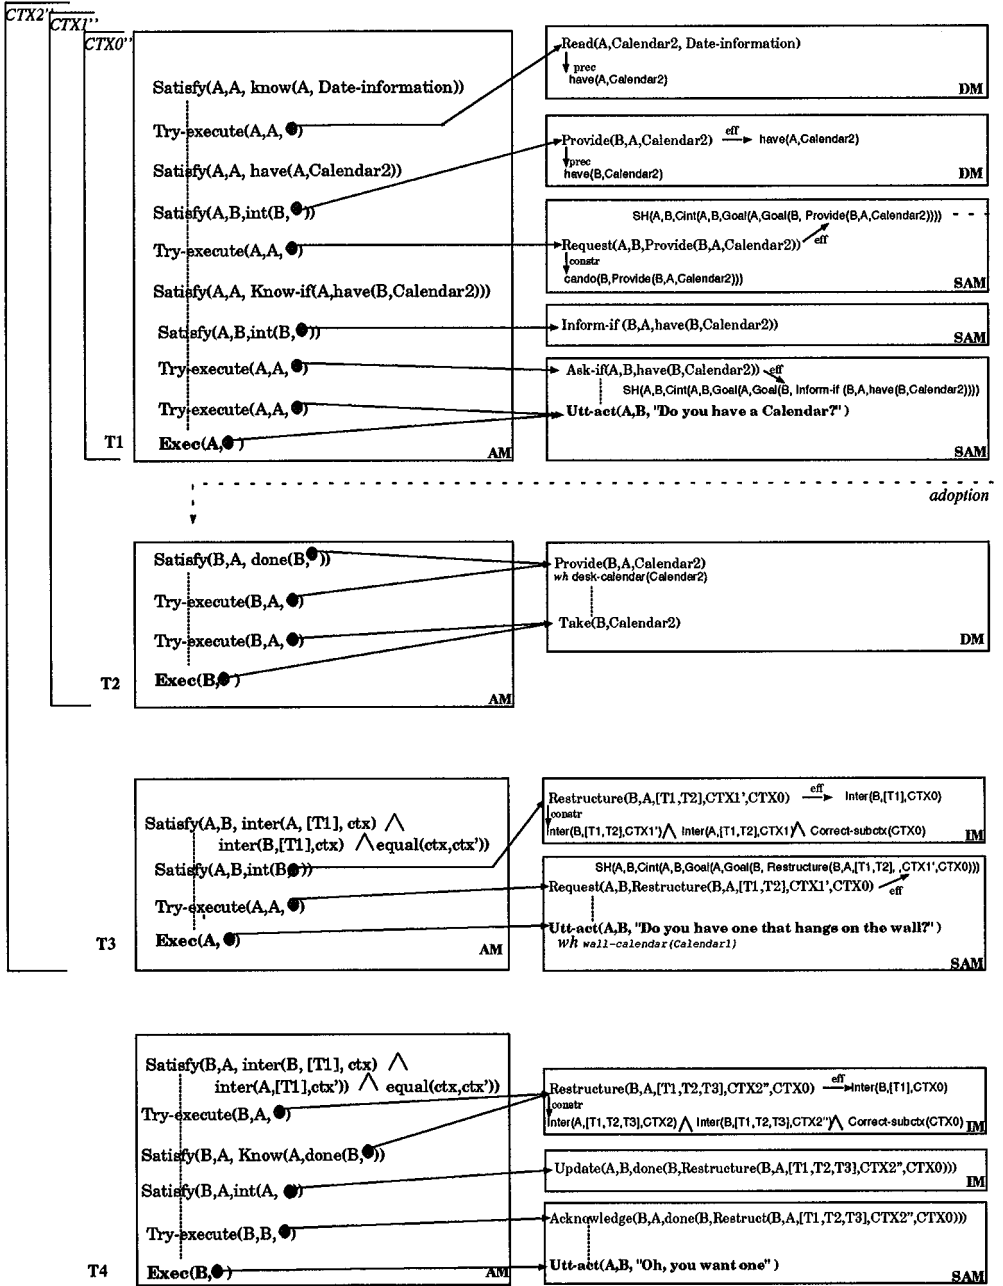 CTX2''
CTX1''
CTX0''
Satisfy(A,A, know(A, Date-information))
Try-execute(A,A, )
Satisfy(A,A, have(A,Calendar2))
Satisfy(A,B,int(B, ))
Try-execute(A,A, )
Satisfy(A,A, Know-if(A,have(B,Calendar2)))
Satisfy(A,B,int(B, ))
Try-execute(A,A, )
Try-execute(A,A, )
T1
Exec(A, )
AM
Read(A,Calendar2, Date-information)
prec
have(A,Calendar2)
DM
Provide(B,A,Calendar2) eff have(A,Calendar2)
prec
have(B,Calendar2)
DM
SH(A,B,Cint(A,B,Goal(A,Goal(B, Provide(B,A,Calendar2))))
Request(A,B,Provide(B,A,Calendar2)) eff
constr
cando(B,Provide(B,A,Calendar2)))
SAM
Inform-if (B,A,have(B,Calendar2))
SAM
Ask-if(A,B,have(B,Calendar2)) eff
SH(A,B,Cint(A,B,Goal(A,Goal(B, Inform-if (B,A,have(B,Calendar2))))
Utt-act(A,B, "Do you have a Calendar?")
SAM
adoption
Satisfy(B,A, done(B, ))
Try-execute(B,A, )
Try-execute(B,A, )
T2
Exec(B, )
AM
Provide(B,A,Calendar2)
wh desk-calendar(Calendar2)
Take(B,Calendar2)
DM
Satisfy(A,B, inter(A, [T1], ctx) ∧
inter(B,[T1],ctx) ∧equal(ctx,ctx')
Satisfy(A,B,int(B ))
Try-execute(A,A, )
T3
Exec(A, )
AM
Restructure(B,A,[T1,T2],CTX1',CTX0) eff Inter(B,[T1],CTX0)
constr
Inter(B,[T1,T2],CTX1') ∧ Inter(A,[T1,T2],CTX1) ∧ Correct-subctx(CTX0)
IM
SH(A,B,Cint(A,B,Goal(A,Goal(B, Restructure(B,A,[T1,T2], ,CTX1',CTX0)))
Request(A,B,Restructure(B,A,[T1,T2],CTX1',CTX0) eff
Utt-act(A,B, "Do you have one that hangs on the wall?")
wh wall-calendar(Calendar1)
SAM
Satisfy(B,A, inter(B, [T1], ctx) ∧
inter(A,[T1],ctx')) ∧ equal(ctx,ctx'))
Try-execute(B,A, )
Satisfy(B,A, Know(A,done(B, ))
Satisfy(B,A,int(A, ))
Try-execute(B,B, )
T4
Exec(B, )
AM
Restructure(B,A,[T1,T2,T3],CTX2'',CTX0) eff Inter(B,[T1],CTX0)
constr
Inter(A,[T1,T2,T3],CTX2) ∧ Inter(B,[T1,T2,T3],CTX2'') ∧ Correct-subctx(CTX0)
IM
Update(A,B,done(B,Restructure(B,A,[T1,T2,T3],CTX2'',CTX0)))
IM
Acknowledge(B,A,done(B,Restruct(B,A,[T1,T2,T3],CTX2'',CTX0)))
Utt-act(A,B, "Oh, you want one" )
SAM